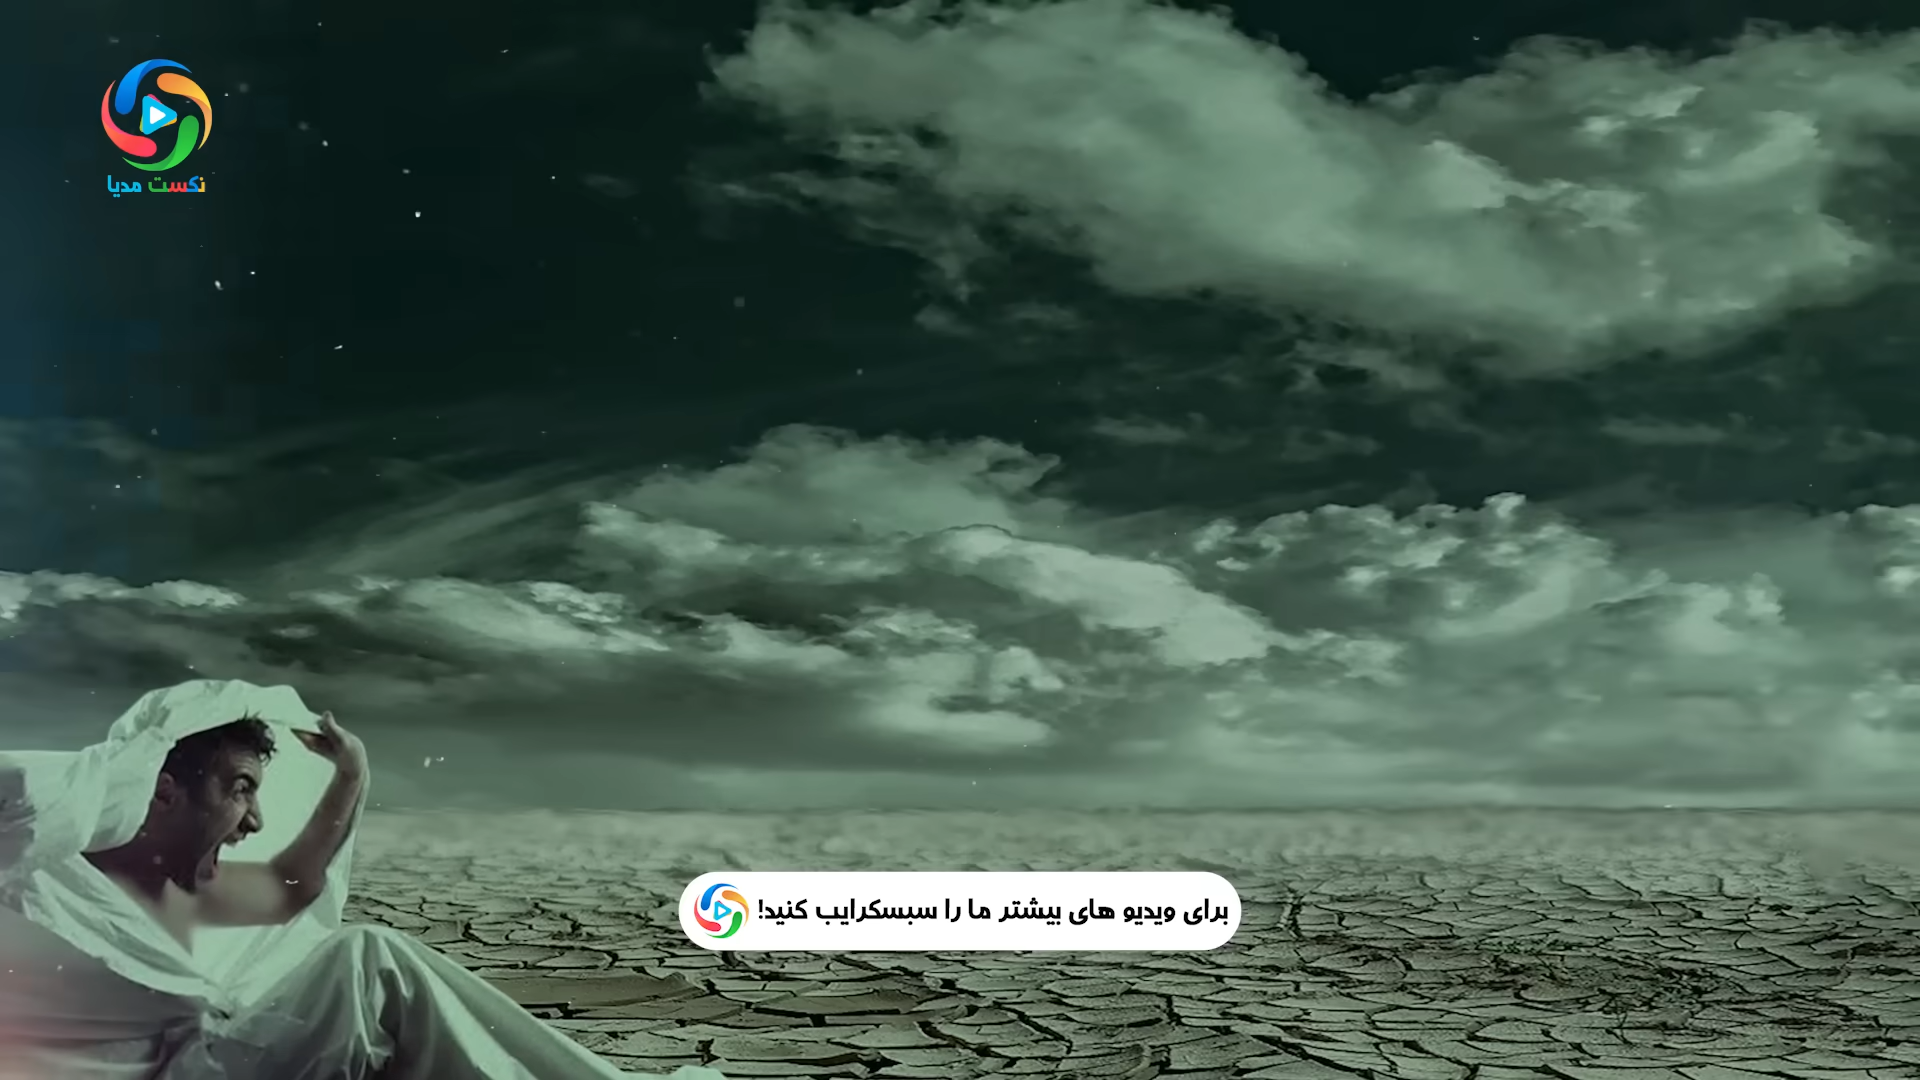 نکست مدیا
برای ویدیو های بیشتر ما را سبسکرایب کنید!